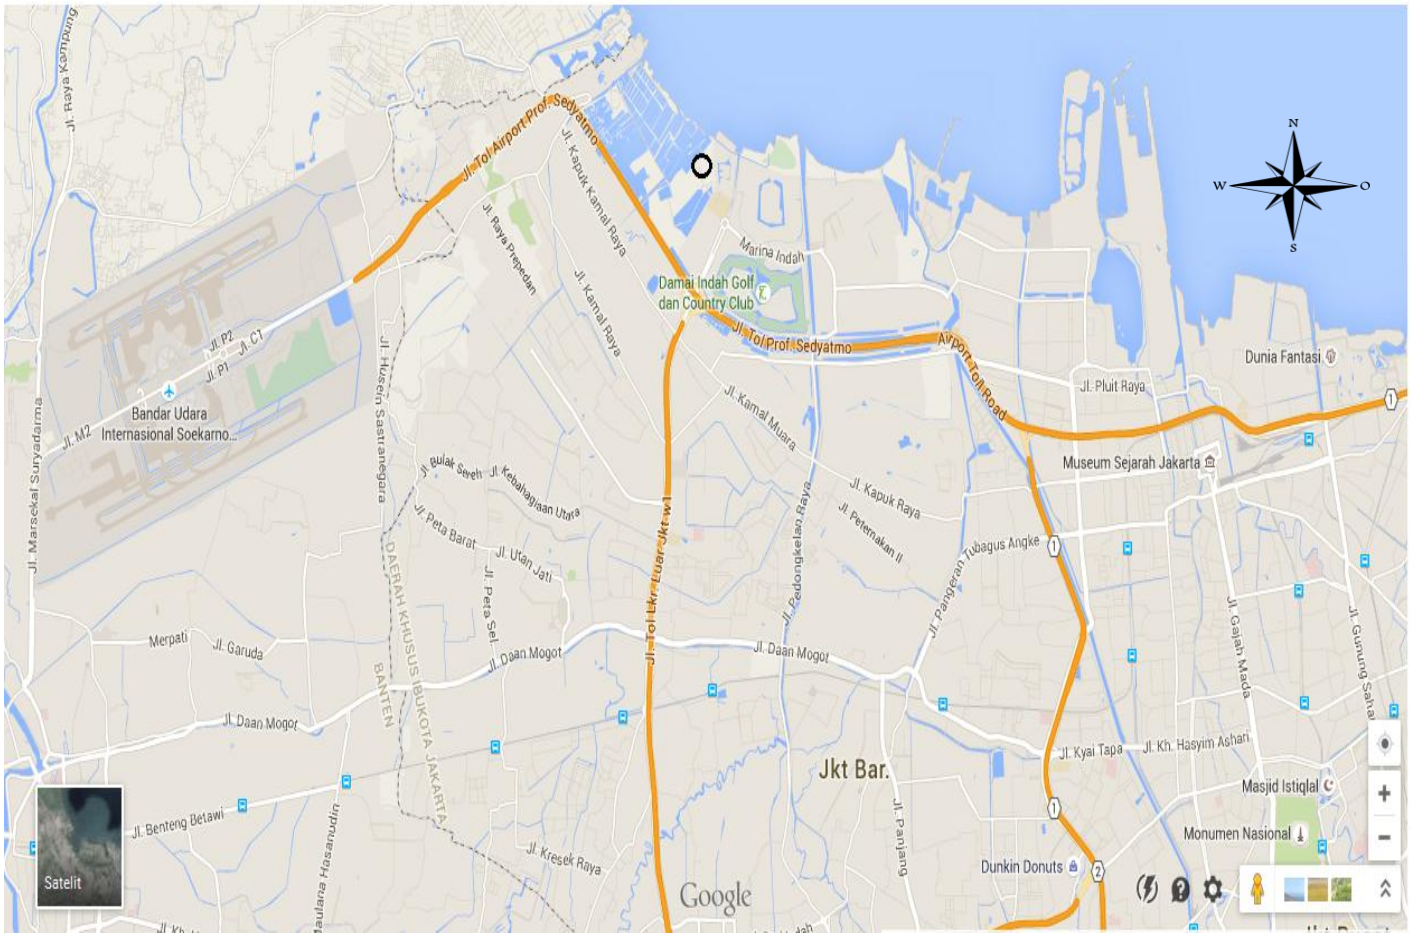 Jl. Raya Kampung
Jl. Tol Airport Prof. Sedyatmo
Jl. Kapuk Kamal Raya
Jl. Raya Prepedan
Jl. Kamal Raya
N
W
O
S
Marina Indah
Damai Indah Golf
dan Country Club
Jl. Tol Prof. Sedyatmo
Airport Toll Road
Dunia Fantasi
Jl. Pluit Raya
1
Jl. P2
Jl. P1
Bandar Udara
Internasional Soekarno...
Jl. M2
Jl. Marsekal Suryadarma
Jl. Husein Sastranegara
Jl. Kamal Muara
Museum Sejarah Jakarta
Jl. Bulak Sereh
Jl. Kebahagiaan Utara
Jl. Kapuk Raya
Jl. Peta Barat
Jl. Utan Jati
Jl. Peternakan II
Jl. Pangeran Tubagus Angke
1
Jl. Tol Lkr. Luar Jkt w1
Jl. Pedongkelan Raya
DAERAH KHUSUS IBUKOTA JAKARTA
BANTEN
Jl. Peta Sel.
Merpati
Jl. Garuda
Jl. Daan Mogot
Jl. Daan Mogot
Jl. Daan Mogot
Jl. Gajah Mada
Jl. Gunung Saha
Jl. Kyai Tapa
Jl. Kh. Hasyim Ashari
Jkt Bar.
Masjid Istiqlal
Jl. Benteng Betawi
Maulana Hasanudin
Jl. Panjang
1
Monumen Nasional
Jl. Kresek Raya
Dunkin Donuts
2
Satelit
Google